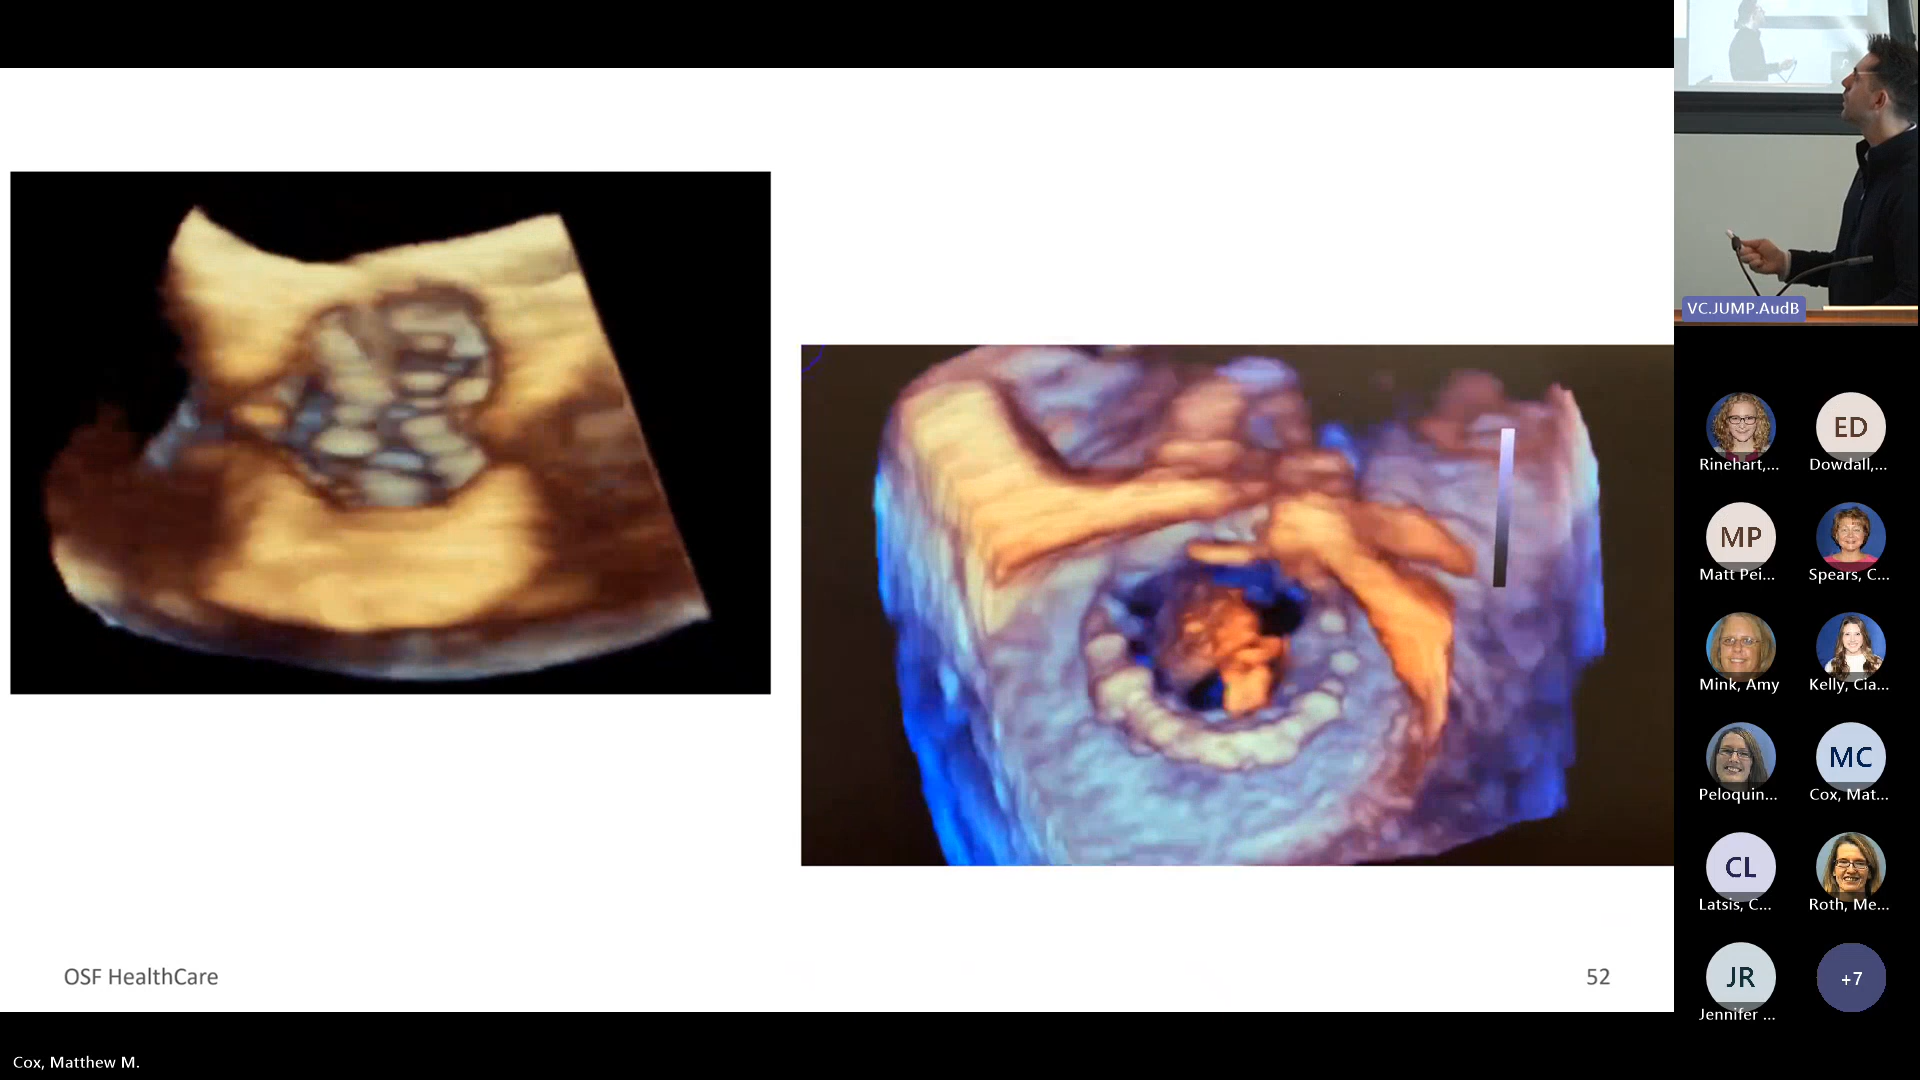 VC.JUMP.AudB
Rinehart,...
ED
Dowdall,...
MP
Matt Pei...
Spears, C...
Mink, Amy
Kelly, Cia...
Peloquin...
MC
Cox, Mat...
CL
Latsis, C...
Roth, Me...
JR
Jennifer ...
+7
OSF HealthCare
52
Cox, Matthew M.